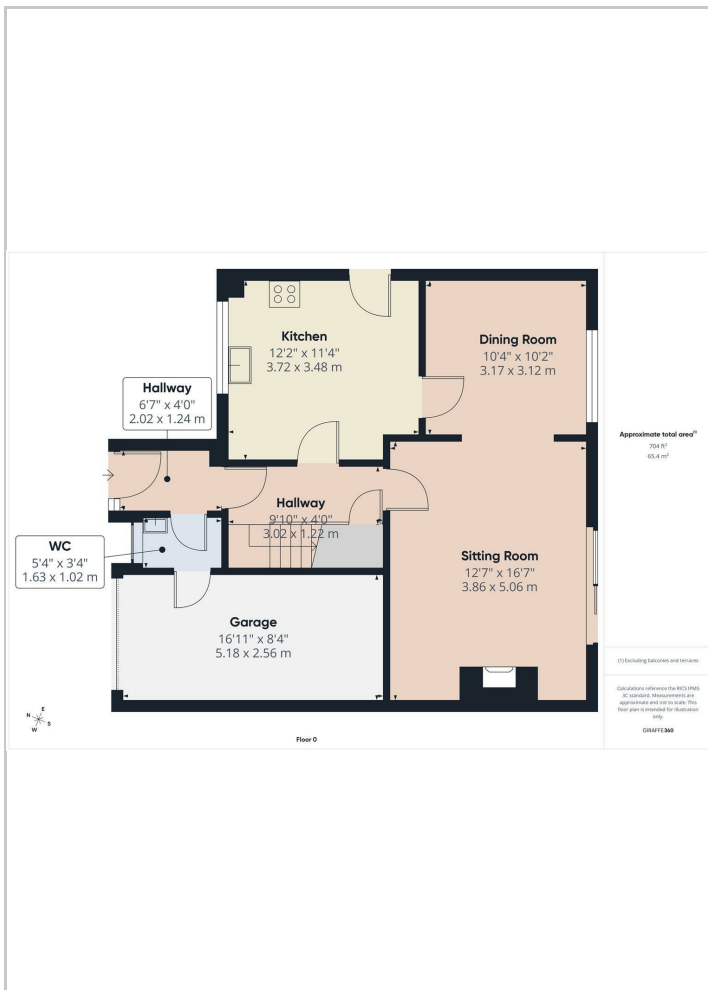 Kitchen
12'2" x 11'4"
3.72 x 3.48 m
Dining Room
10'4" x 10'2"
3.17 x 3.12 m
Hallway
6'7" x 4'0"
2.02 x 1.24 m
Hallway
9'10" x 4'0"
3.02 x 1.22 m
WC
5'4" x 3'4"
1.63 x 1.02 m
Sitting Room
12'7" x 16'7"
3.86 x 5.06 m
Garage
16'11" x 8'4"
5.18 x 2.56 m
N E
W S
Floor 0
Approximate total area⁽¹⁾
704 ft²
65.4 m²
(1) Excluding balconies and terraces
Calculations reference the RICS IPMS
3C standard. Measurements are
approximate and not to scale. This
floor plan is intended for illustration
only.
GIRAFFE360